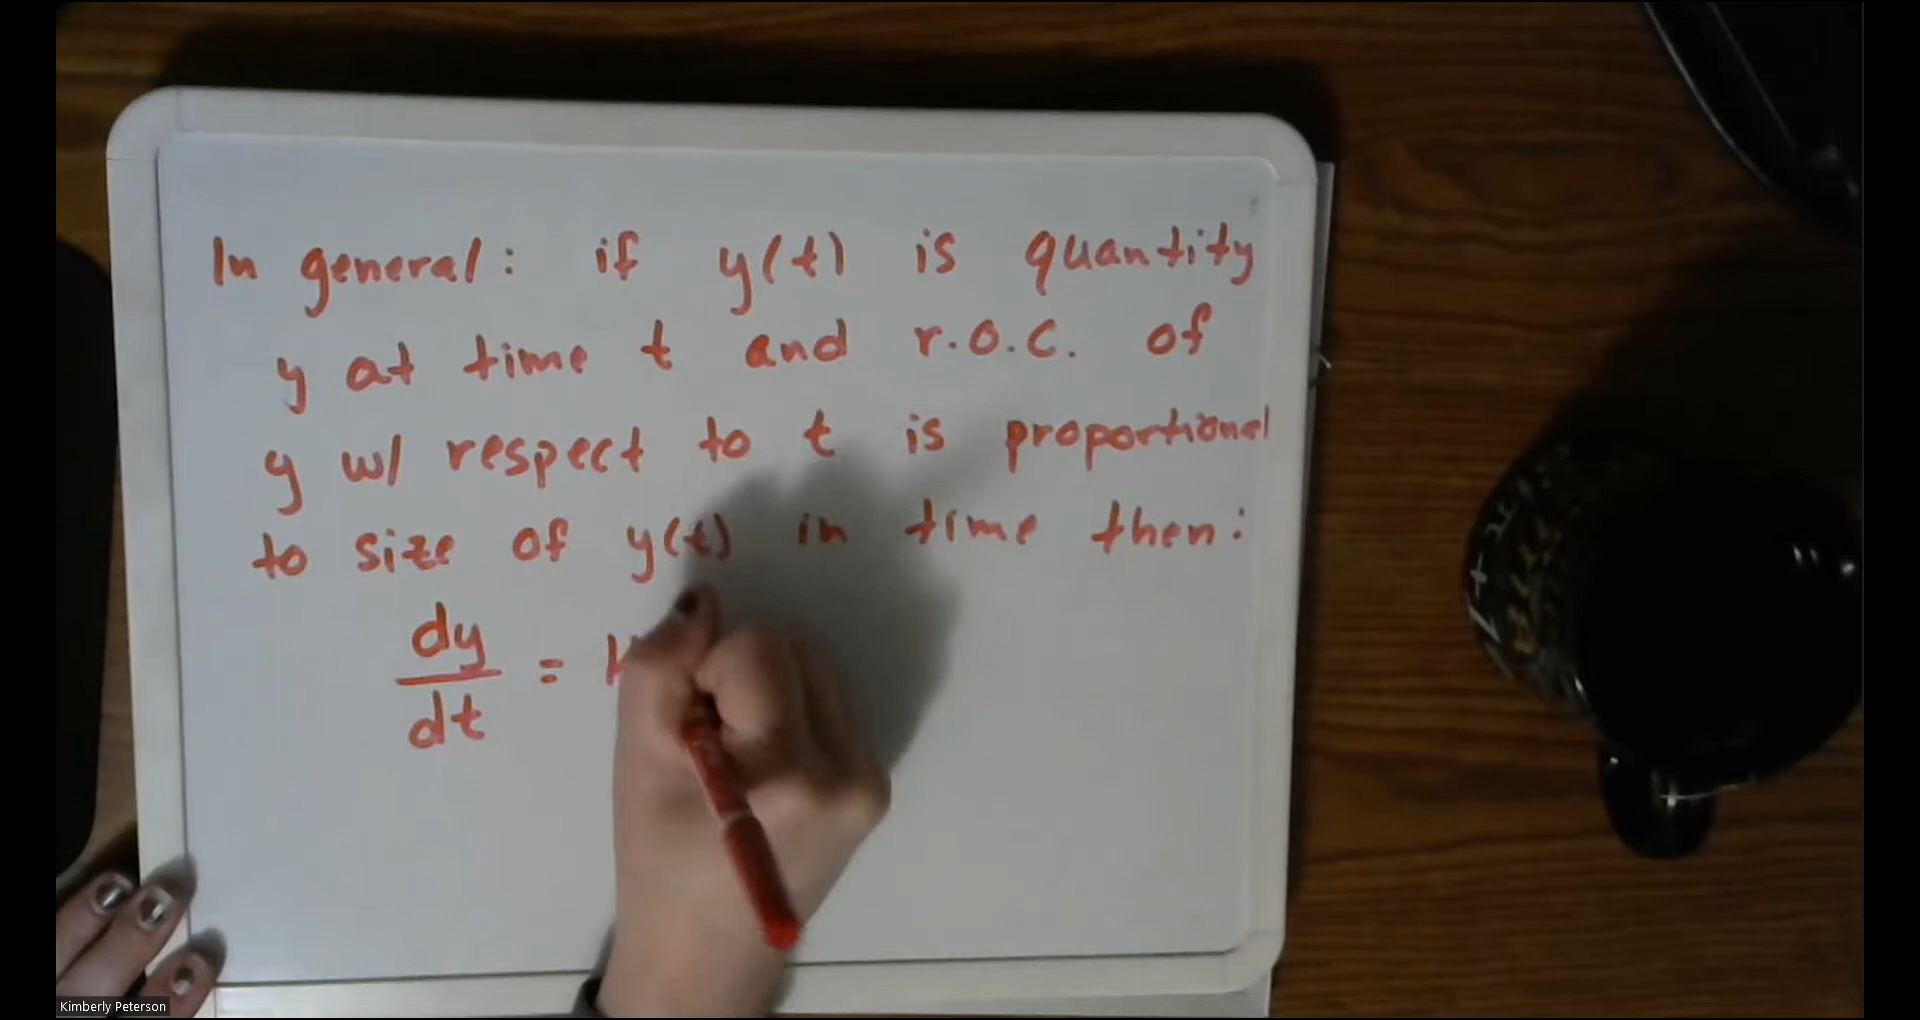 In general: if y(t) is quantity
y at time t and r.o.c. of
y w/ respect to t is proportional
to size of y(t) in time then:
dy
dt
=
Kimberly Peterson